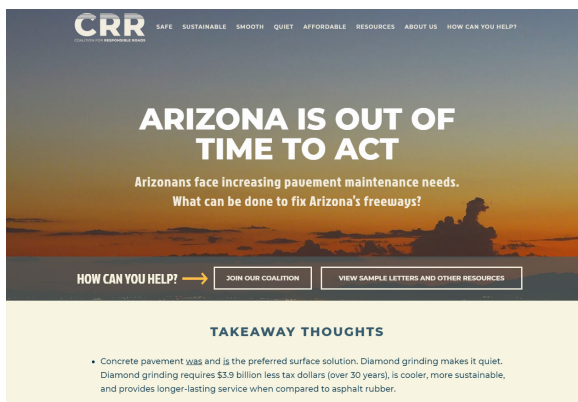 CRR
COALITION FOR RESPONSIBLE ROADS
SAFE SUSTAINABLE SMOOTH QUIET AFFORDABLE RESOURCES ABOUT US HOW CAN YOU HELP?
ARIZONA IS OUT OF
TIME TO ACT
Arizonans face increasing pavement maintenance needs.
What can be done to fix Arizona's freeways?
HOW CAN YOU HELP? JOIN OUR COALITION VIEW SAMPLE LETTERS AND OTHER RESOURCES
TAKEAWAY THOUGHTS
• Concrete pavement was and is the preferred surface solution. Diamond grinding makes it quiet.
Diamond grinding requires $3.9 billion less tax dollars (over 30 years), is cooler, more sustainable,
and provides longer-lasting service when compared to asphalt rubber.